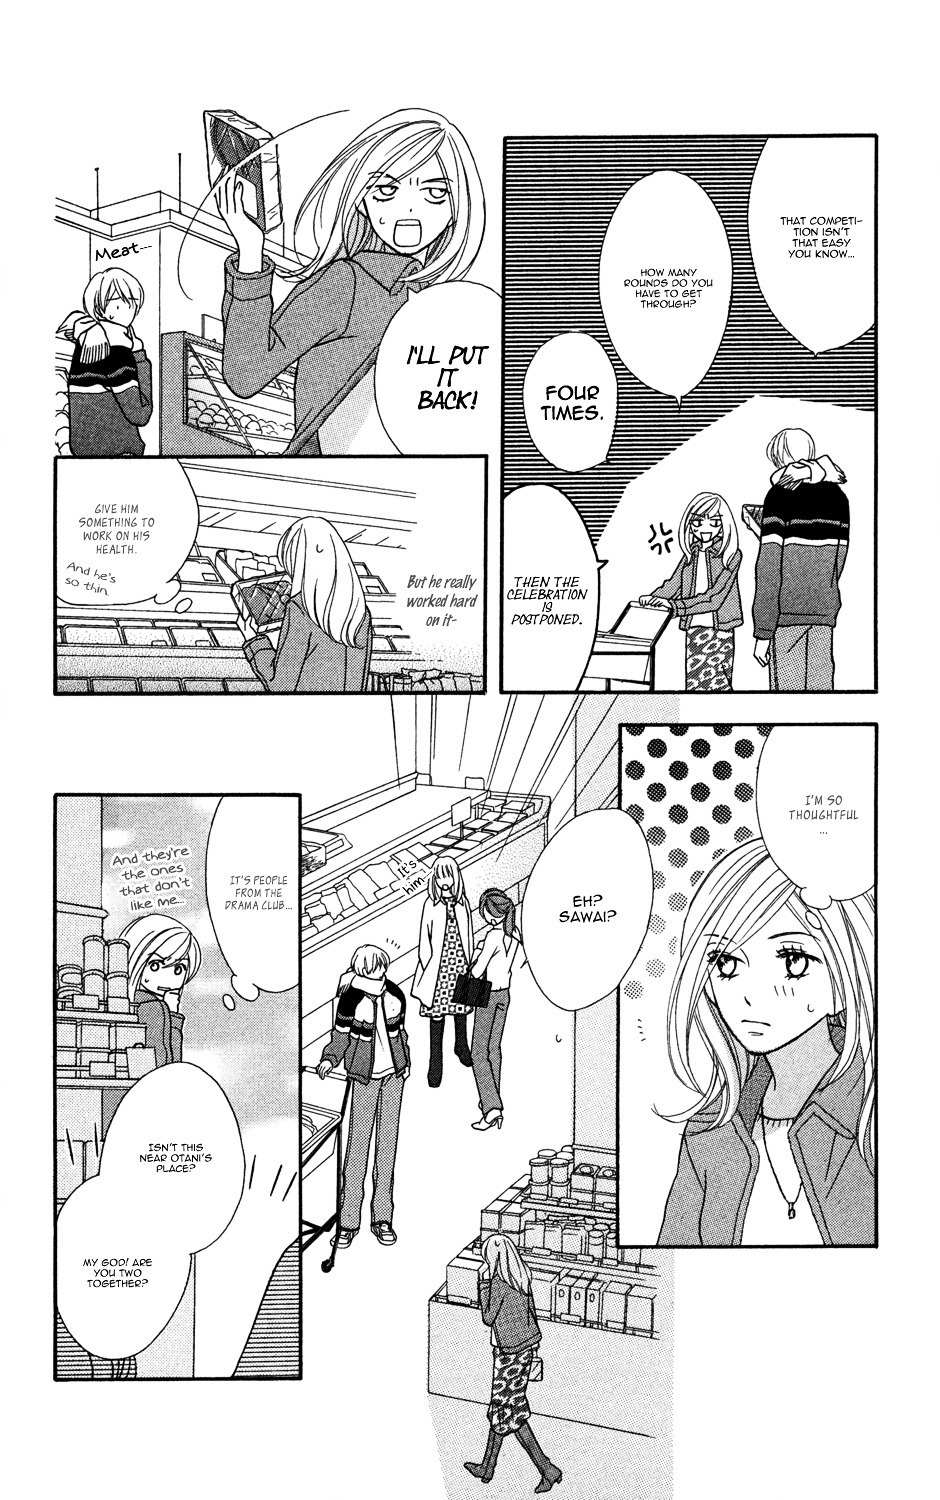 THAT COMPETI-
TION ISN'T
THAT EASY
YOU KNOW...
HOW MANY
ROUNDS DO YOU
HAVE TO GET
THROUGH?
FOUR
TIMES.
THEN THE
CELEBRATION
IS
POSTPONED.
I'LL PUT
IT
BACK!
Meat...
But he really
worked hard
on it-
GIVE HIM
SOMETHING TO
WORK ON HIS
HEALTH.
And he's
so thin.
I'M SO
THOUGHTFUL
...
EH?
SAWAI?
It's
him
IT'S PEOPLE
FROM THE
DRAMA CLUB...
And they're
the ones
that don't
like me...
ISN'T THIS
NEAR OTANI'S
PLACE?
MY GOD! ARE
YOU TWO
TOGETHER?